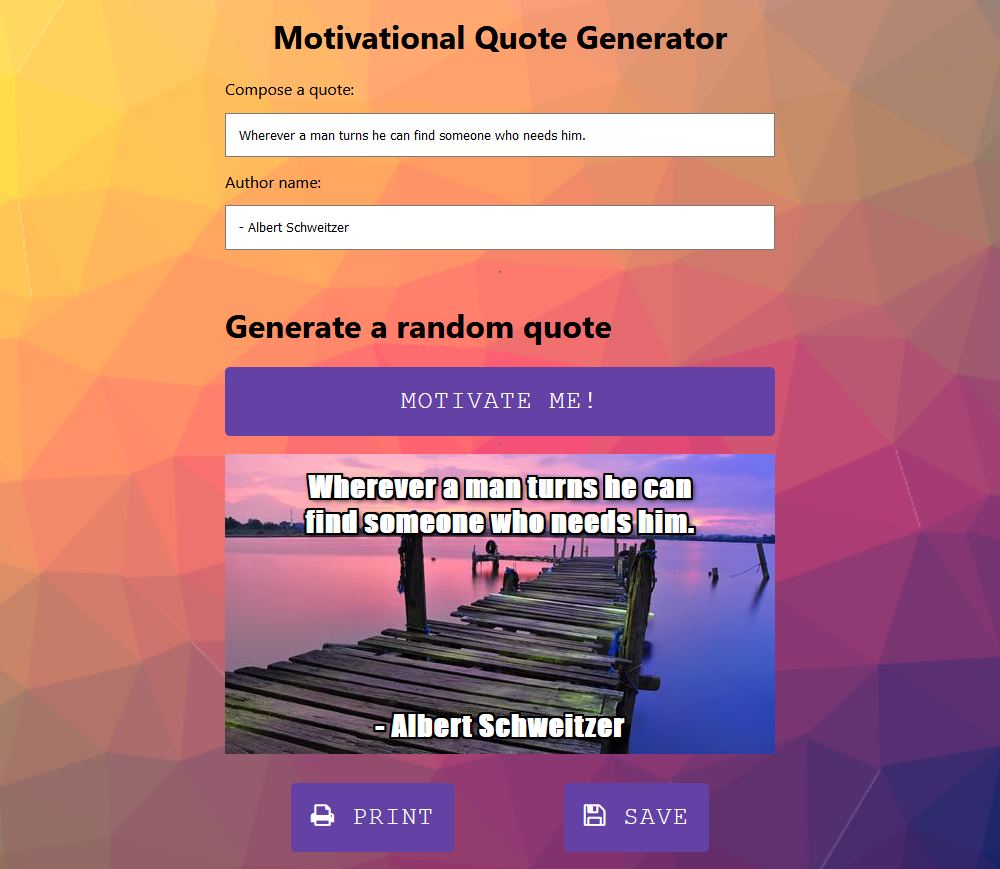 Motivational Quote Generator
Compose a quote:
Wherever a man turns he can find someone who needs him.
Author name:
- Albert Schweitzer
Generate a random quote
MOTIVATE ME!
Wherever a man turns he can
find someone who needs him.
- Albert Schweitzer
PRINT
SAVE